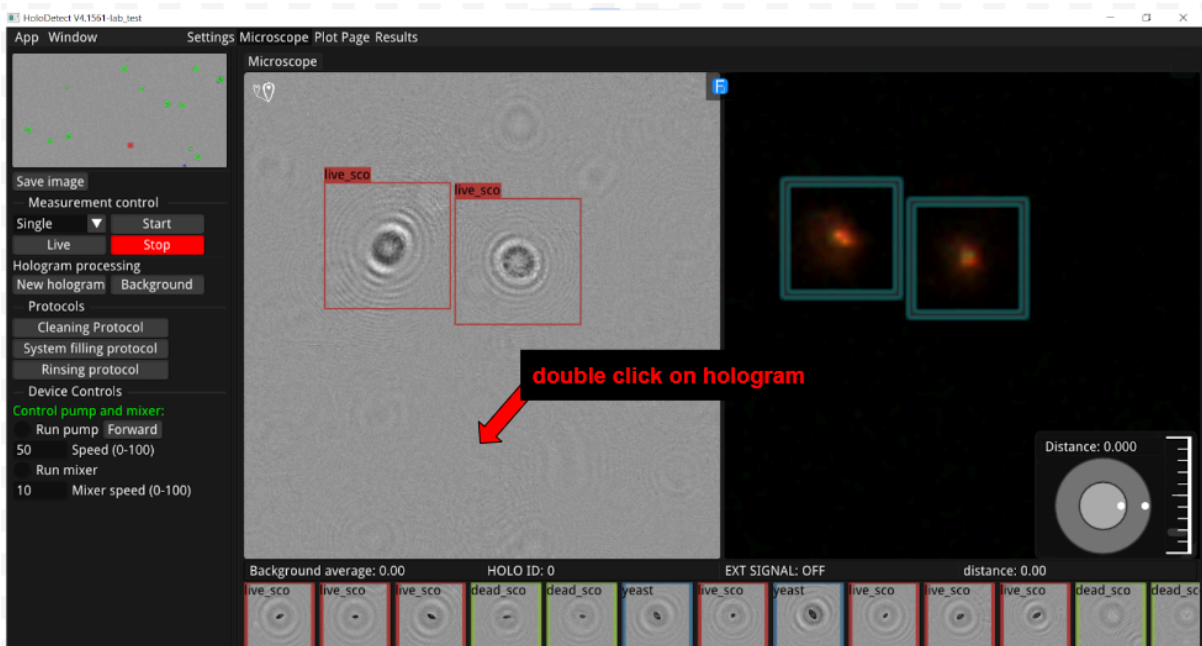 HoloDetect V4.1561-lab_test
App Window Settings Microscope Plot Page Results
Microscope
Save image
Measurement control
Single Start
Live Stop
Hologram processing
New hologram Background
Protocols
Cleaning Protocol
System filling protocol
Rinsing protocol
Device Controls
Control pump and mixer:
Run pump Forward
50 Speed (0-100)
Run mixer
10 Mixer speed (0-100)
live_sco
live_sco
double click on hologram
Distance: 0.000
Background average: 0.00 HOLO ID: 0 EXT SIGNAL: OFF distance: 0.00
live_sco live_sco live_sco dead_sco dead_sco yeast live_sco yeast live_sco live_sco live_sco dead_sco dead_sc